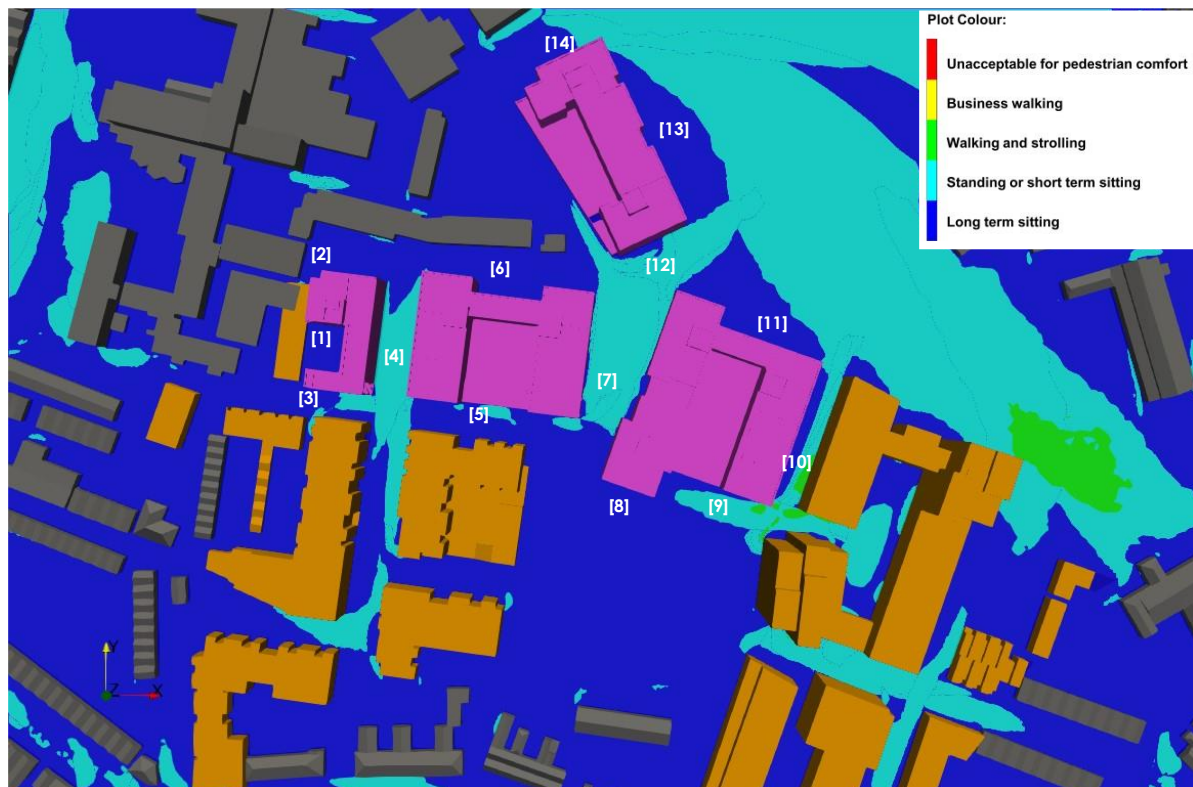 Plot Colour:
Unacceptable for pedestrian comfort
Business walking
Walking and strolling
Standing or short term sitting
Long term sitting
[14]
[13]
[2]
[6]
[12]
[1]
[4]
[11]
[7]
[3]
[5]
[10]
[8]
[9]
Y
Z
X